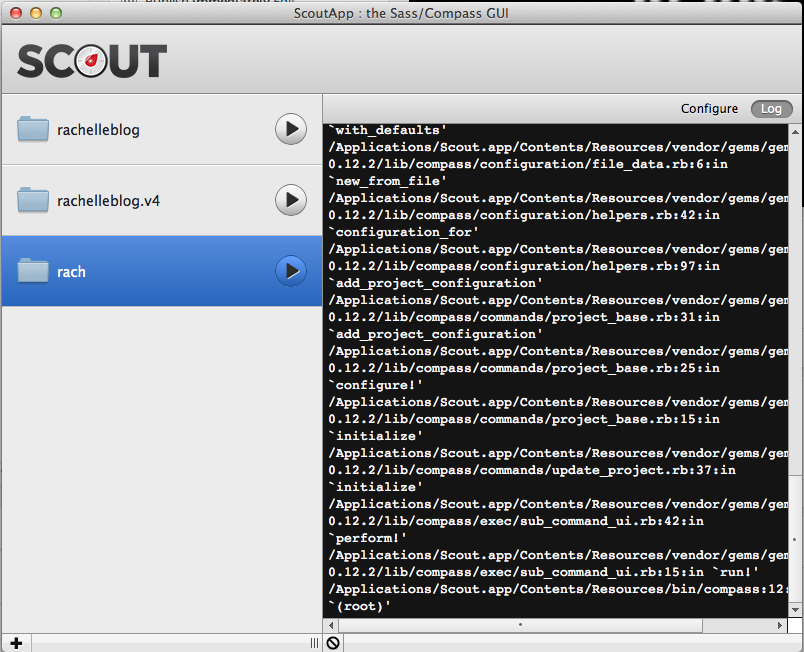 ScoutApp : the Sass/Compass GUI
SCOUT
Configure
Log
rachelleblog
rachelleblog.v4
rach
`with_defaults'
/Applications/Scout.app/Contents/Resources/vendor/gems/gem
0.12.2/lib/compass/configuration/file_data.rb:6:in
`new_from_file'
/Applications/Scout.app/Contents/Resources/vendor/gems/gem
0.12.2/lib/compass/configuration/helpers.rb:42:in
`configuration_for'
/Applications/Scout.app/Contents/Resources/vendor/gems/gem
0.12.2/lib/compass/configuration/helpers.rb:97:in
`add_project_configuration'
/Applications/Scout.app/Contents/Resources/vendor/gems/gem
0.12.2/lib/compass/commands/project_base.rb:31:in
`add_project_configuration'
/Applications/Scout.app/Contents/Resources/vendor/gems/gem
0.12.2/lib/compass/commands/project_base.rb:25:in
`configure!'
/Applications/Scout.app/Contents/Resources/vendor/gems/gem
0.12.2/lib/compass/commands/project_base.rb:15:in
`initialize'
/Applications/Scout.app/Contents/Resources/vendor/gems/gem
0.12.2/lib/compass/commands/update_project.rb:37:in
`initialize'
/Applications/Scout.app/Contents/Resources/vendor/gems/gem
0.12.2/lib/compass/exec/sub_command_ui.rb:42:in
`perform!'
/Applications/Scout.app/Contents/Resources/vendor/gems/gem
0.12.2/lib/compass/exec/sub_command_ui.rb:15:in `run!'
/Applications/Scout.app/Contents/Resources/bin/compass:12:
`(root)'